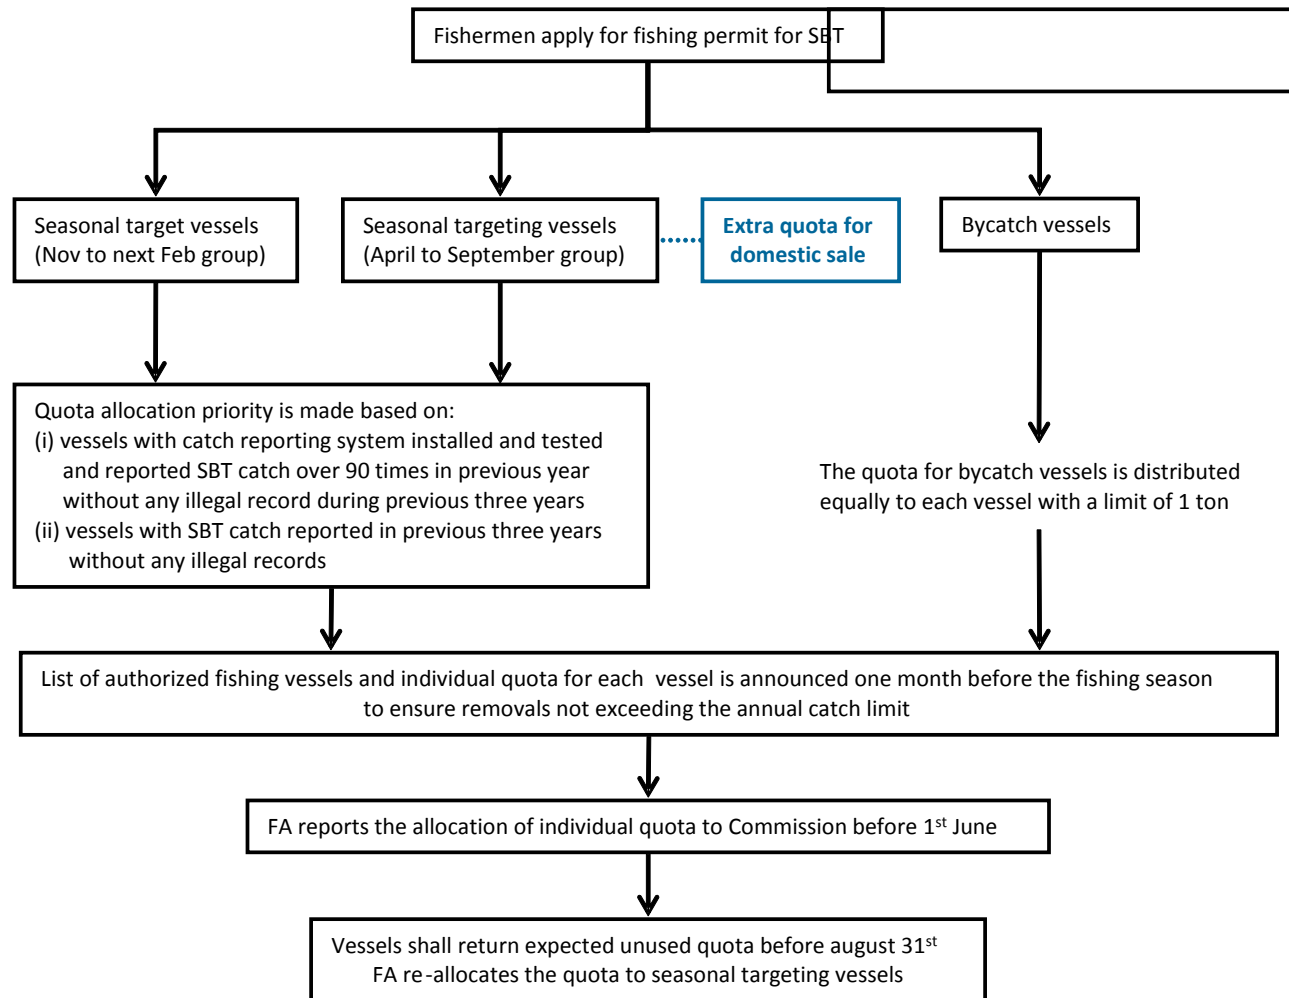 Fishermen apply for fishing permit for SBT
Seasonal target vessels
(Nov to next Feb group)
Seasonal targeting vessels
(April to September group)
Extra quota for
domestic sale
Bycatch vessels
Quota allocation priority is made based on:
(i) vessels with catch reporting system installed and tested
and reported SBT catch over 90 times in previous year
without any illegal record during previous three years
(ii) vessels with SBT catch reported in previous three years
without any illegal records
The quota for bycatch vessels is distributed
equally to each vessel with a limit of 1 ton
List of authorized fishing vessels and individual quota for each vessel is announced one month before the fishing season
to ensure removals not exceeding the annual catch limit
FA reports the allocation of individual quota to Commission before 1st June
Vessels shall return expected unused quota before august 31st
FA re-allocates the quota to seasonal targeting vessels